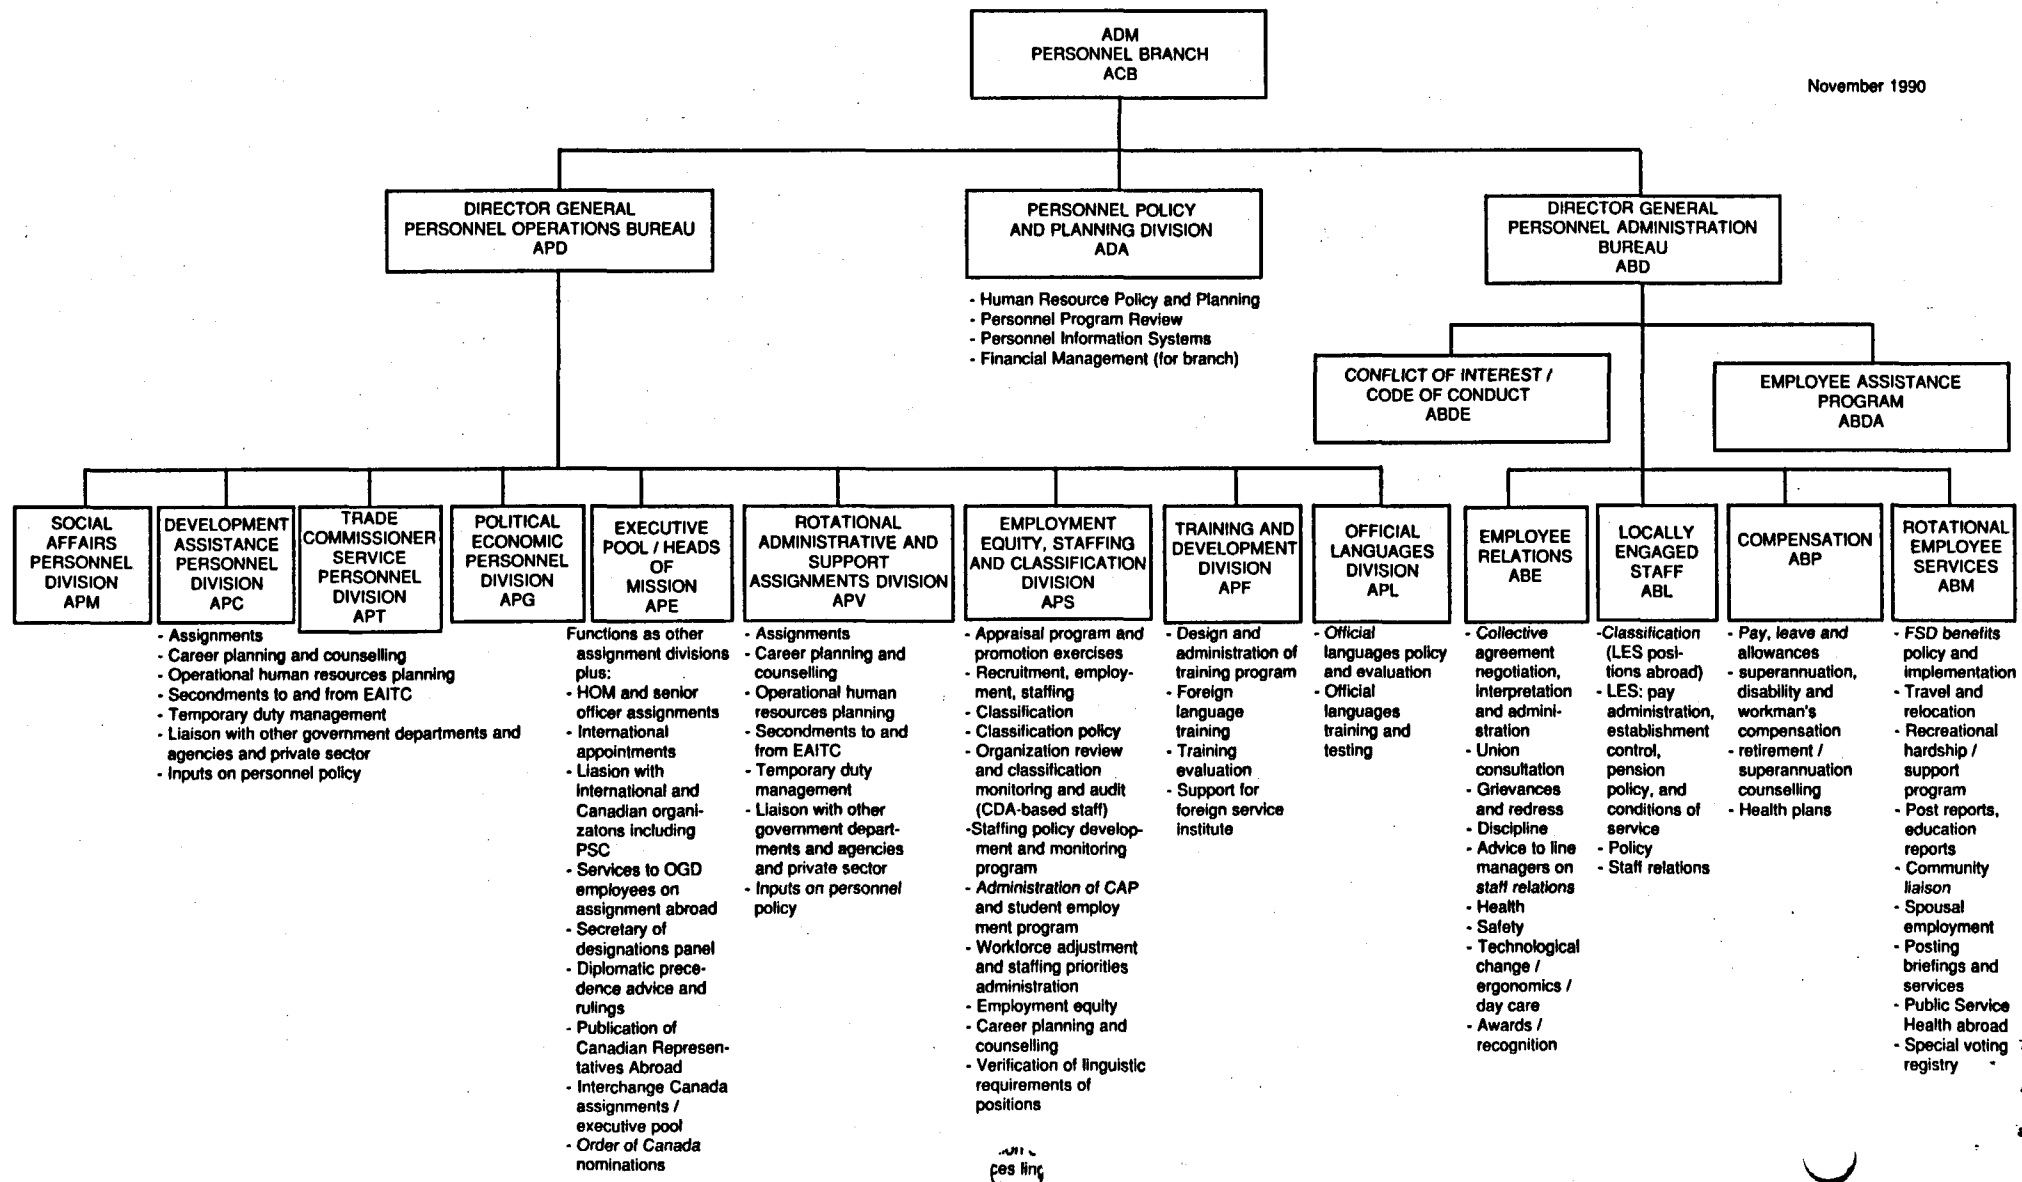 ADM
PERSONNEL BRANCH
ACB
November 1990
DIRECTOR GENERAL
PERSONNEL OPERATIONS BUREAU
APD
PERSONNEL POLICY
AND PLANNING DIVISION
ADA
- Human Resource Policy and Planning
- Personnel Program Review
- Personnel Information Systems
- Financial Management (for branch)
DIRECTOR GENERAL
PERSONNEL ADMINISTRATION
BUREAU
ABD
CONFLICT OF INTEREST /
CODE OF CONDUCT
ABDE
EMPLOYEE ASSISTANCE
PROGRAM
ABDA
SOCIAL
AFFAIRS
PERSONNEL
DIVISION
APM
DEVELOPMENT
ASSISTANCE
PERSONNEL
DIVISION
APC
TRADE
COMMISSIONER
SERVICE
PERSONNEL
DIVISION
APT
POLITICAL
ECONOMIC
PERSONNEL
DIVISION
APG
- Assignments
- Career planning and counselling
- Operational human resources planning
- Secondments to and from EAITC
- Temporary duty management
- Liaison with other government departments and
agencies and private sector
- Inputs on personnel policy
EXECUTIVE
POOL / HEADS
OF
MISSION
APE
Functions as other
assignment divisions
plus:
- HOM and senior
officer assignments
- International
appointments
- Liasion with
International and
Canadian organi-
zatons including
PSC
- Services to OGD
employees on
assignment abroad
- Secretary of
designations panel
- Diplomatic prece-
dence advice and
rulings
- Publication of
Canadian Represen-
tatives Abroad
- Interchange Canada
assignments /
executive pool
- Order of Canada
nominations
ROTATIONAL
ADMINISTRATIVE AND
SUPPORT
ASSIGNMENTS DIVISION
APV
- Assignments
- Career planning and
counselling
- Operational human
resources planning
- Secondments to and
from EAITC
- Temporary duty
management
- Liaison with other
government depart-
ments and agencies
and private sector
- Inputs on personnel
policy
EMPLOYMENT
EQUITY, STAFFING
AND CLASSIFICATION
DIVISION
APS
- Appraisal program and
promotion exercises
- Recruitment, employ-
ment, staffing
- Classification
- Classification policy
- Organization review
and classification
monitoring and audit
(CDA-based staff)
-Staffing policy develop-
ment and monitoring
program
- Administration of CAP
and student employ
ment program
- Workforce adjustment
and staffing priorities
administration
- Employment equity
- Career planning and
counselling
- Verification of linguistic
requirements of
positions
TRAINING AND
DEVELOPMENT
DIVISION
APF
- Design and
administration of
training program
- Foreign
language
training
- Training
evaluation
- Support for
foreign service
institute
OFFICIAL
LANGUAGES
DIVISION
APL
- Official
languages policy
and evaluation
- Official
languages
training and
testing
EMPLOYEE
RELATIONS
ABE
- Collective
agreement
negotiation,
interpretation
and admini-
stration
- Union
consultation
- Grievances
and redress
- Discipline
- Advice to line
managers on
staff relations
- Health
- Safety
- Technological
change /
ergonomics /
day care
- Awards /
recognition
LOCALLY
ENGAGED
STAFF
ABL
-Classification
(LES posi-
tions abroad)
- LES: pay
administration,
establishment
control,
pension
policy, and
conditions of
service
- Policy
- Staff relations
COMPENSATION
ABP
- Pay, leave and
allowances
- superannuation,
disability and
workman's
compensation
- retirement /
superannuation
counselling
- Health plans
ROTATIONAL
EMPLOYEE
SERVICES
ABM
- FSD benefits
policy and
implementation
- Travel and
relocation
- Recreational
hardship /
support
program
- Post reports,
education
reports
- Community
liaison
- Spousal
employment
- Posting
briefings and
services
- Public Service
Health abroad
- Special voting
registry